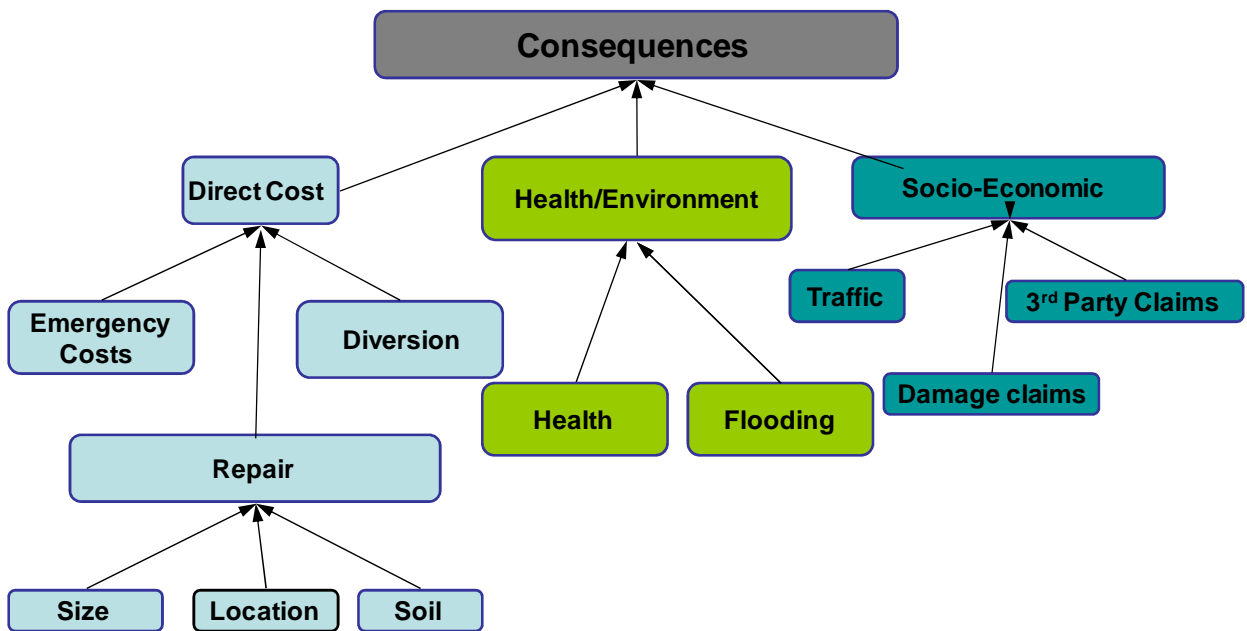 Consequences
Direct Cost
Health/Environment
Socio-Economic
Emergency
Costs
Diversion
Traffic
3rd Party Claims
Health
Flooding
Damage claims
Repair
Size
Location
Soil